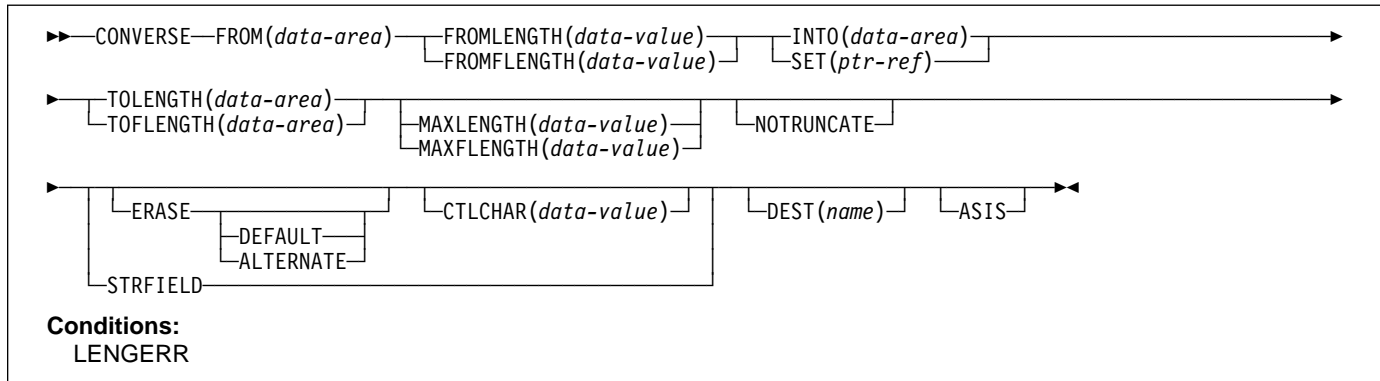 CONVERSE FROM(data-area) FROMLENGTH(data-value) INTO(data-area)
FROMFLENGTH(data-value) SET(ptr-ref)
TOLENGTH(data-area)
TOFLENGTH(data-area) MAXLENGTH(data-value) NOTRUNCATE
MAXFLENGTH(data-value)
ERASE CTLCHAR(data-value) DEST(name) ASIS
DEFAULT
ALTERNATE
STRFIELD
Conditions:
LENGERR